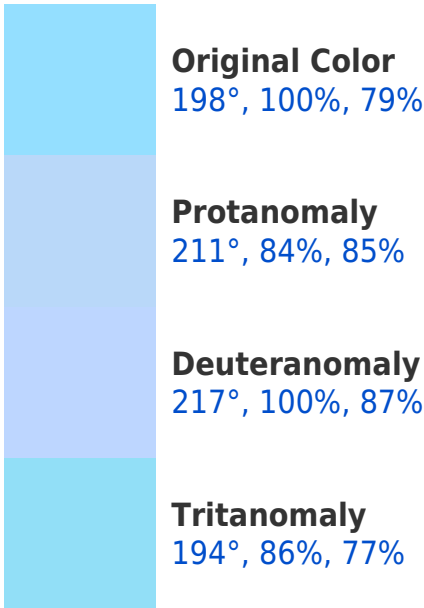 Original Color
198°, 100%, 79%
Protanomaly
211°, 84%, 85%
Deuteranomaly
217°, 100%, 87%
Tritanomaly
194°, 86%, 77%